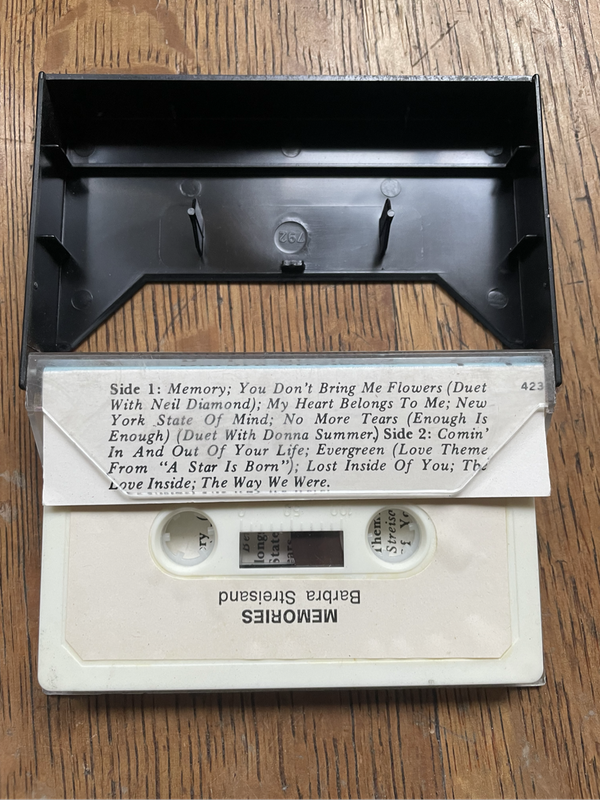 792
Side 1: Memory; You Don't Bring Me Flowers (Duet
With Neil Diamond); My Heart Belongs To Me; New
York State Of Mind; No More Tears (Enough Is
Enough) (Duet With Donna Summer.) Side 2: Comin'
In And Out Of Your Life; Evergreen (Love Theme
From "A Star Is Born"); Lost Inside Of You; The
Love Inside; The Way We Were.
423
MEMORIES
Barbra Streisand